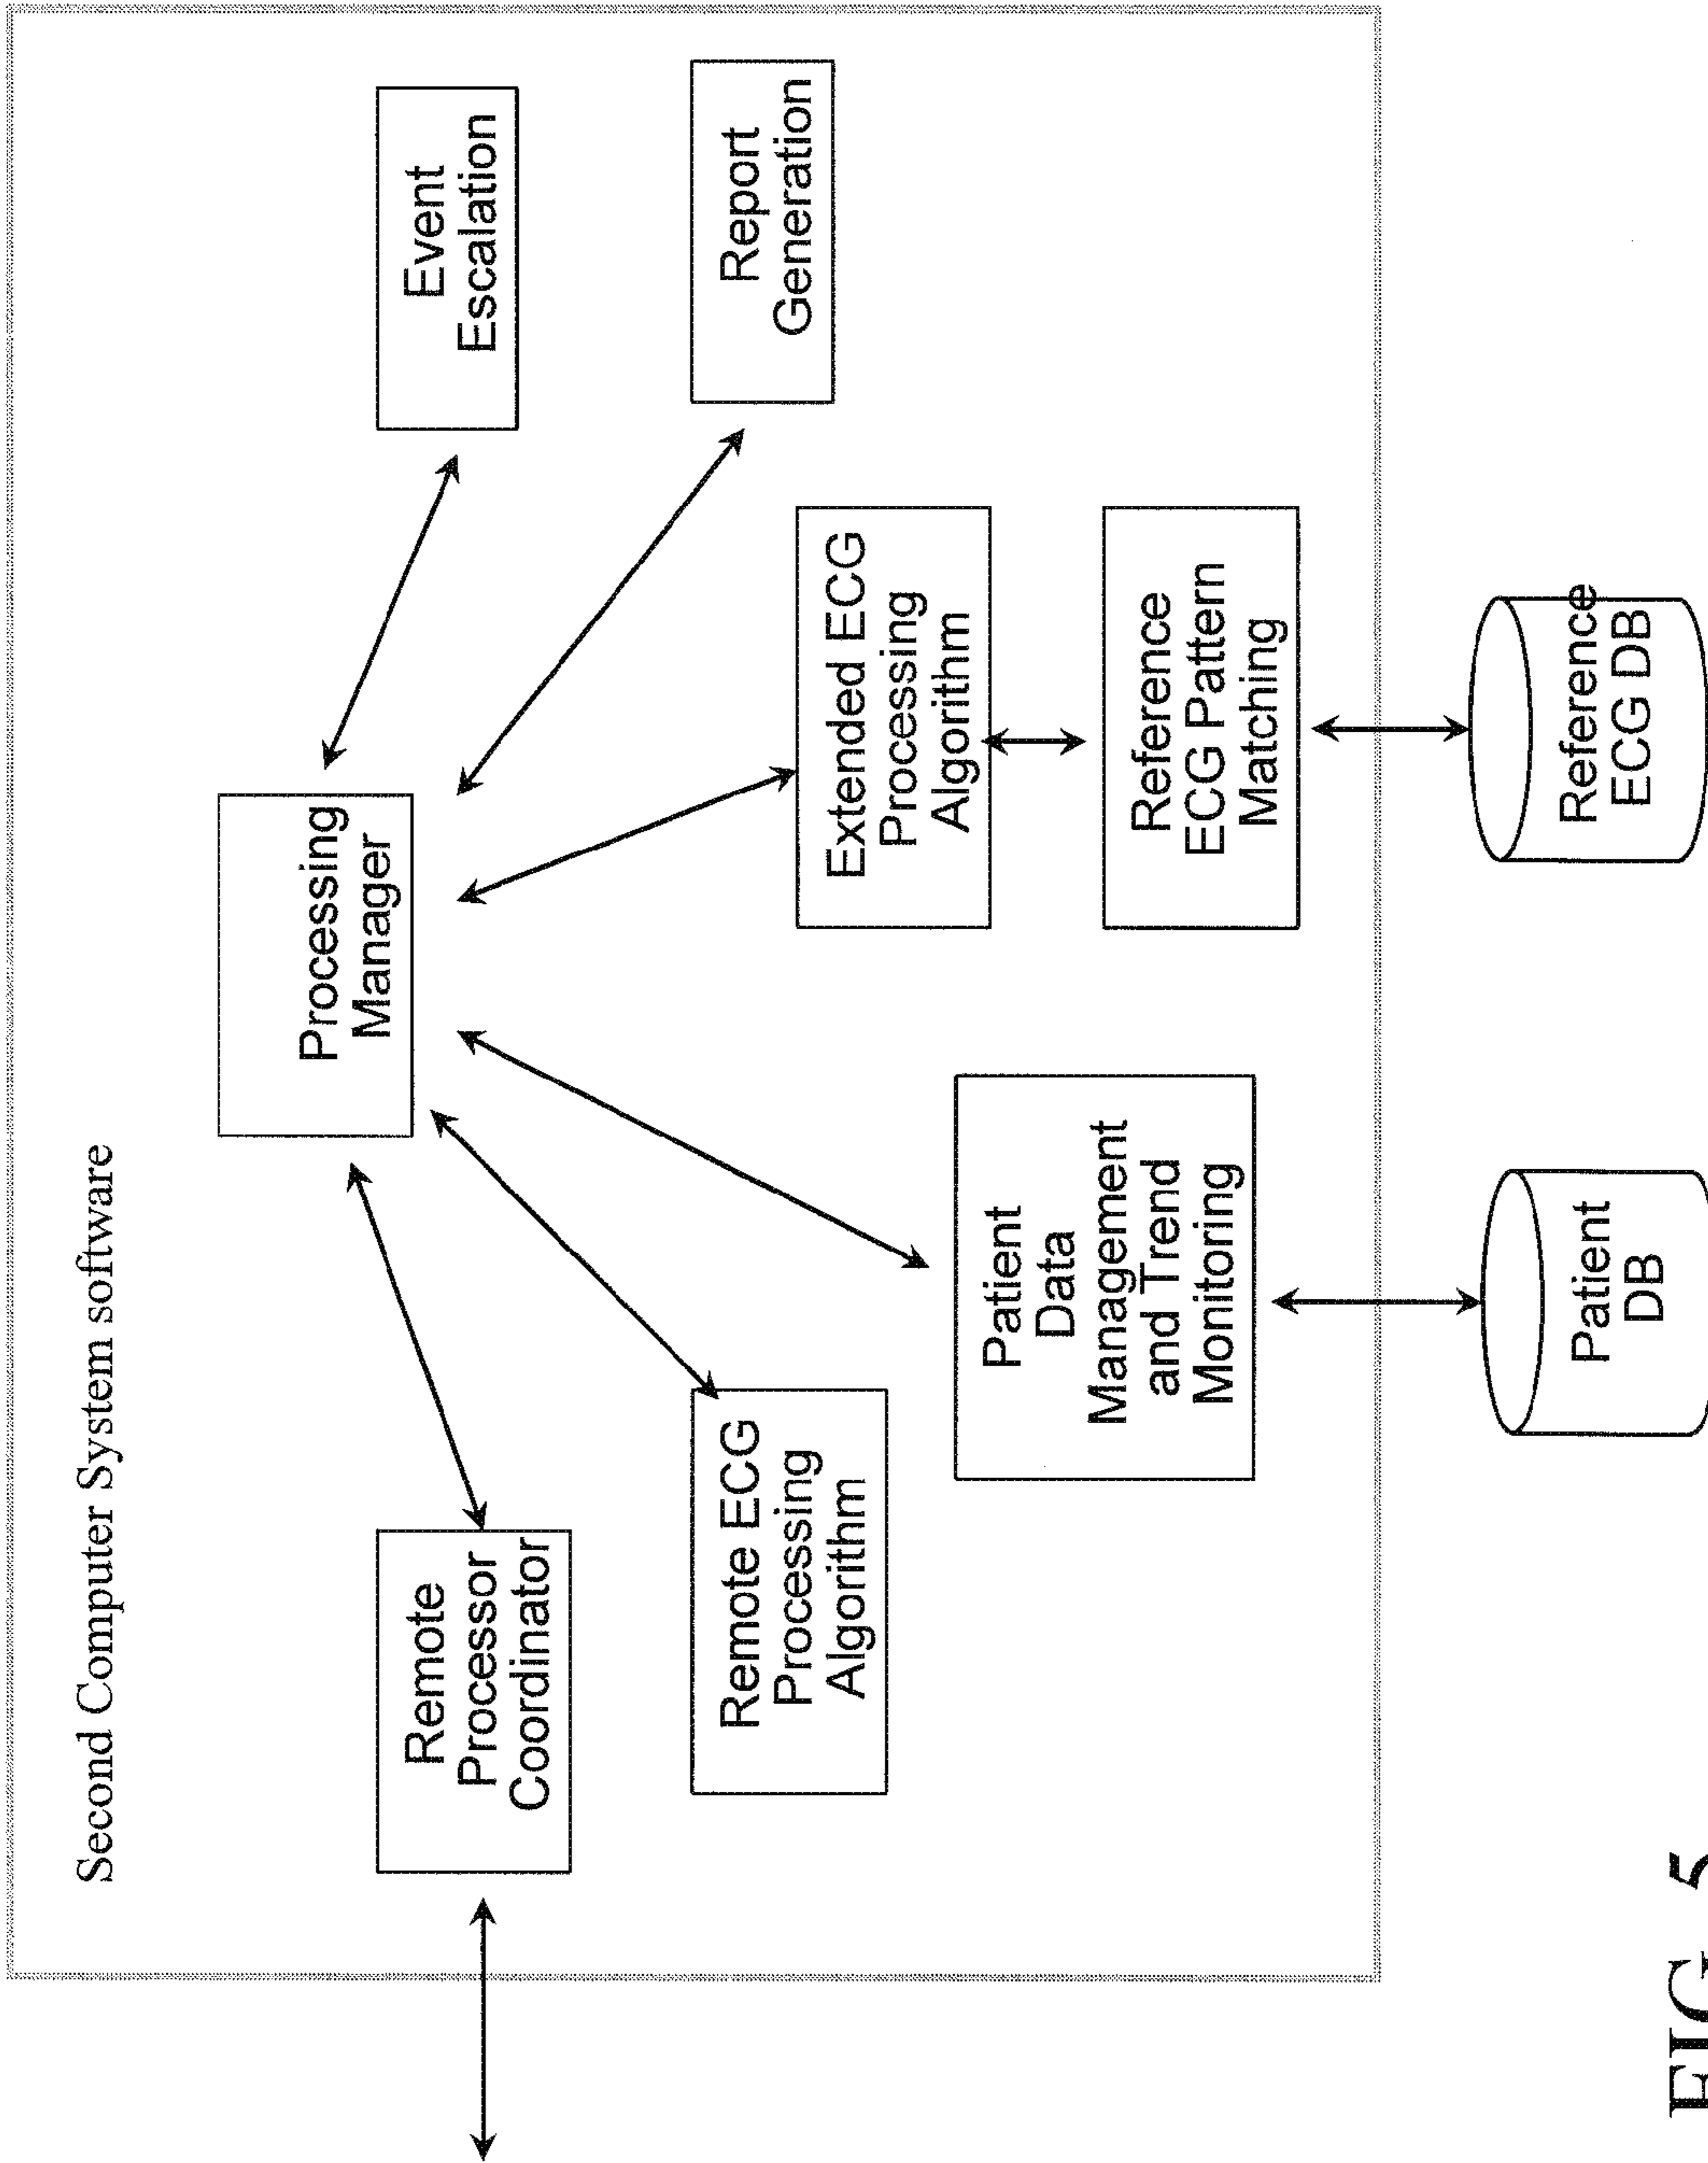 Second Computer System software
Processing
Manager
Remote
Processor
Coordinator
Event
Escalation
Remote ECG
Processing
Algorithm
Report
Generation
Extended ECG
Processing
Algorithm
Patient
Data
Management
and Trend
Monitoring
Reference
ECG Pattern
Matching
Patient
DB
Reference
ECG DB
FIG. 5